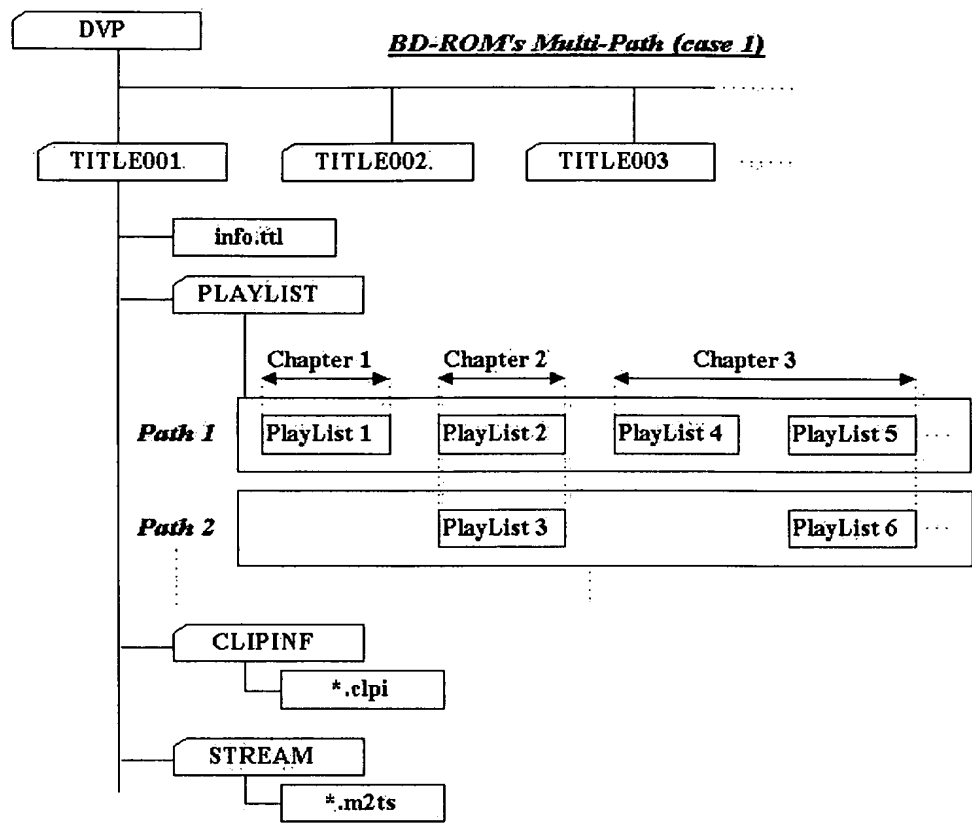 DVP
BD-ROM's Multi-Path (case 1)
TITLE001
TITLE002
TITLE003
info.ttl
PLAYLIST
Chapter 1
Chapter 2
Chapter 3
Path 1
PlayList 1
PlayList 2
PlayList 4
PlayList 5
Path 2
PlayList 3
PlayList 6
CLIPINF
*.clpi
STREAM
*.m2ts